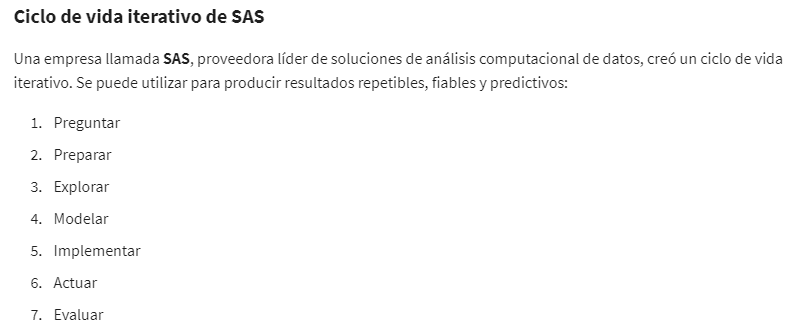 Ciclo de vida iterativo de SAS
Una empresa llamada SAS, proveedora líder de soluciones de análisis computacional de datos, creó un ciclo de vida
iterativo. Se puede utilizar para producir resultados repetibles, fiables y predictivos:
1. Preguntar
2. Preparar
3. Explorar
4. Modelar
5. Implementar
6. Actuar
7. Evaluar